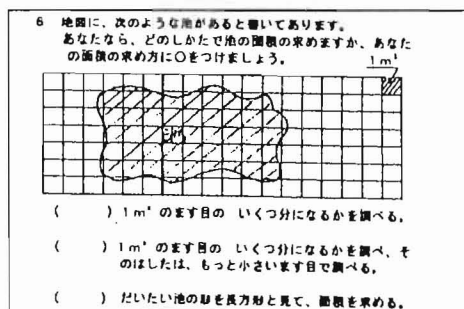 6 地図に、次のような池があると書いてあります。
あなたなら、どのしかたで池の面積の求めますか、あなた
の面積の求め方に○をつけましょう。
1m²
( ) 1m²のます目の いくつ分になるかを調べる。
( ) 1m²のます目の いくつ分になるかを調べ、そ
のはしたは、もっと小さいます目で調べる。
( ) だいたい池の形を長方形と見て、面積を求める。